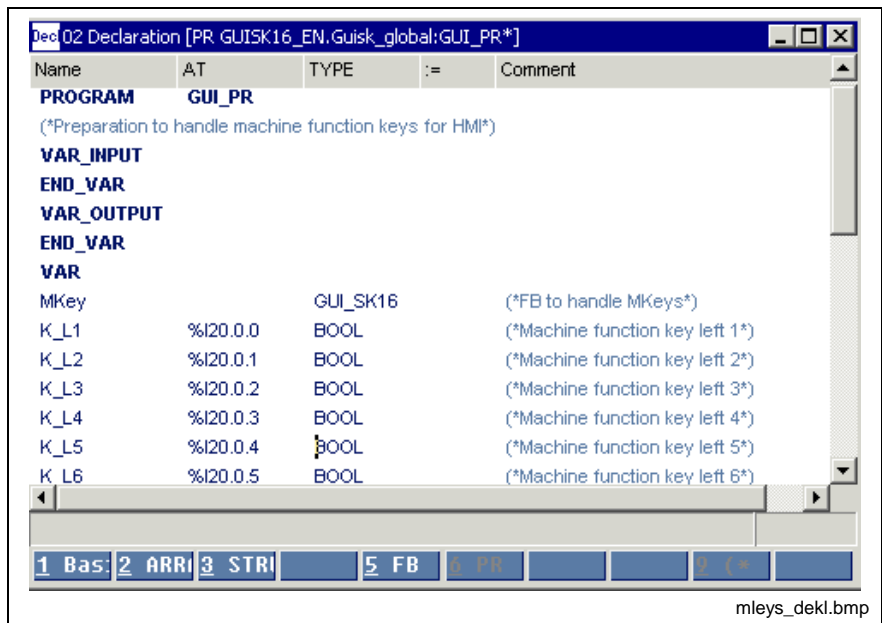 Decl 02 Declaration [PR GUISK16_EN.Guisk_global:GUI_PR*]
Name AT TYPE := Comment
PROGRAM GUI_PR
(*Preparation to handle machine function keys for HMI*)
VAR_INPUT
END_VAR
VAR_OUTPUT
END_VAR
VAR
MKey GUI_SK16 (*FB to handle MKeys*)
K_L1 %I20.0.0 BOOL (*Machine function key left 1*)
K_L2 %I20.0.1 BOOL (*Machine function key left 2*)
K_L3 %I20.0.2 BOOL (*Machine function key left 3*)
K_L4 %I20.0.3 BOOL (*Machine function key left 4*)
K_L5 %I20.0.4 BOOL (*Machine function key left 5*)
K_L6 %I20.0.5 BOOL (*Machine function key left 6*)
1 Bas: 2 ARR 3 STRU 5 FB 6 PR 9 (*
mleys_dekl.bmp